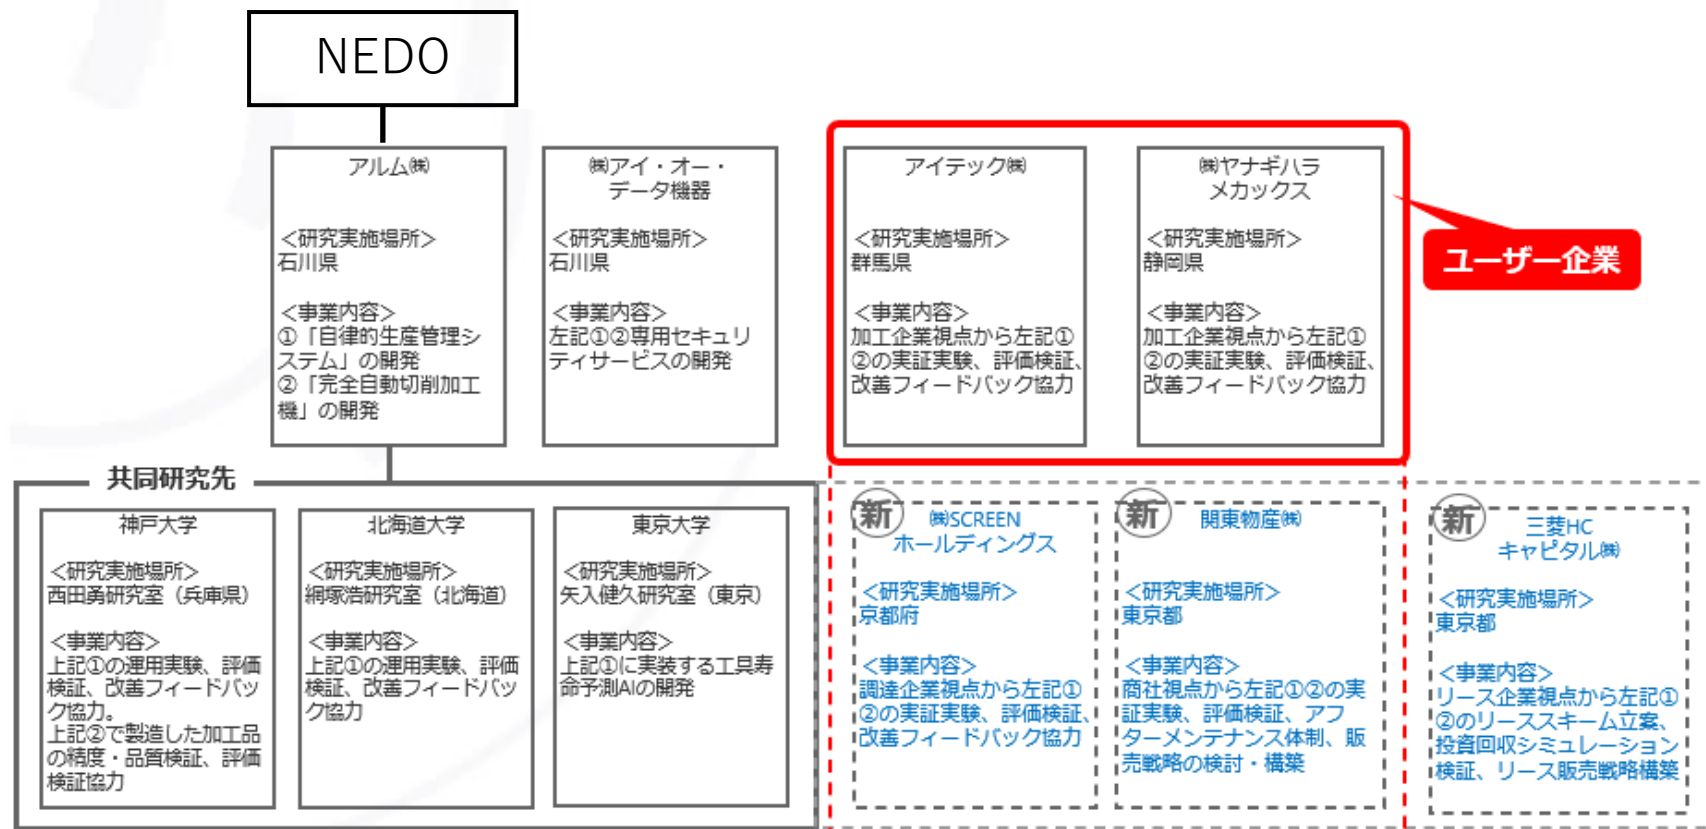 NEDO
アルム㈱
<研究実施場所>
石川県
<事業内容>
①「自律的生産管理シ
ステム」の開発
②「完全自動切削加工
機」の開発
㈱アイ・オー・
データ機器
<研究実施場所>
石川県
<事業内容>
左記①②専用セキュリ
ティサービスの開発
アイテック㈱
<研究実施場所>
群馬県
<事業内容>
加工企業視点から左記①
②の実証実験、評価検証、
改善フィードバック協力
㈱ヤナギハラ
メカックス
<研究実施場所>
静岡県
<事業内容>
加工企業視点から左記①
②の実証実験、評価検証、
改善フィードバック協力
ユーザー企業
共同研究先
神戸大学
<研究実施場所>
西田勇研究室（兵庫県）
<事業内容>
上記①の運用実験、評価
検証、改善フィードバッ
ク協力。
上記②で製造した加工品
の精度・品質検証、評価
検証協力
北海道大学
<研究実施場所>
網塚浩研究室（北海道）
<事業内容>
上記①の運用実験、評価
検証、改善フィードバッ
ク協力
東京大学
<研究実施場所>
矢入健久研究室（東京）
<事業内容>
上記①に実装する工具寿
命予測AIの開発
新
㈱SCREEN
ホールディングス
<研究実施場所>
京都府
<事業内容>
調達企業視点から左記①
②の実証実験、評価検証、
改善フィードバック協力
新
関東物産㈱
<研究実施場所>
東京都
<事業内容>
商社視点から左記①②の実
証実験、評価検証、アフ
ターメンテナンス体制、販
売戦略の検討・構築
新
三菱HC
キャピタル㈱
<研究実施場所>
東京都
<事業内容>
リース企業視点から左記①
②のリーススキーム立案、
投資回収シミュレーション
検証、リース販売戦略構築